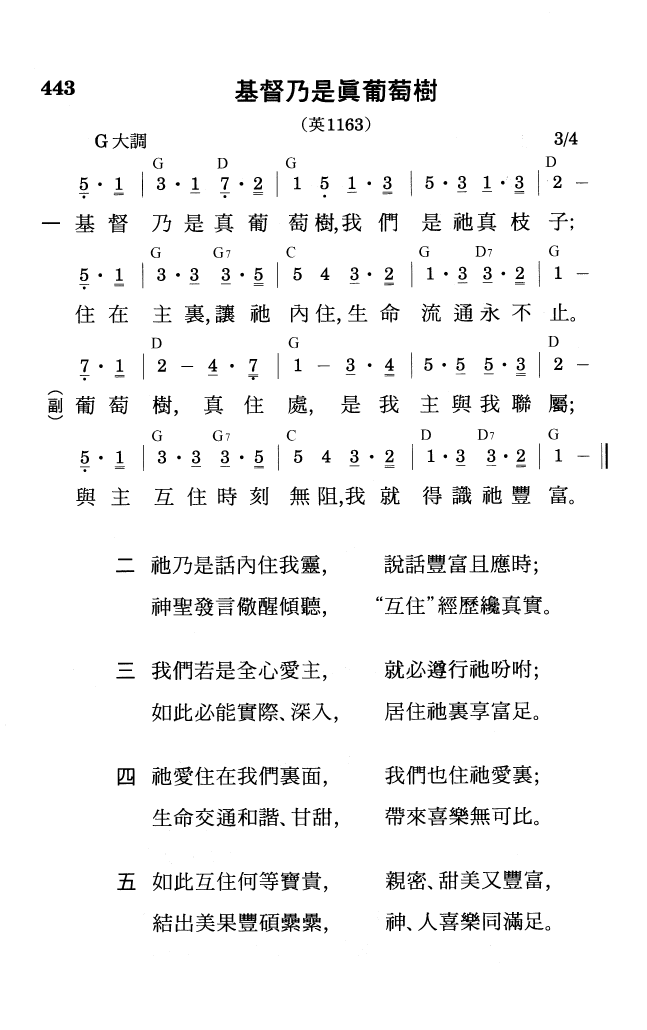 443
基督乃是眞葡萄樹
（英1163）
G 大調 3/4
G D G D
5 · 1 | 3 · 1 7 · 2 | 1 5 1 · 3 | 5 · 3 1 · 3 | 2 –
一 基督 乃是真葡 萄樹,我們 是祂真枝 子;
G G7 C G D7 G
5 · 1 | 3 · 3 3 · 5 | 5 4 3 · 2 | 1 · 3 3 · 2 | 1 –
住在 主裏,讓祂 內住,生命 流通永不 止。
D G D
7 · 1 | 2 – 4 · 7 | 1 – 3 · 4 | 5 · 5 5 · 3 | 2 –
（副） 葡萄 樹, 真住 處, 是我 主與我聯 屬;
G G7 C D D7 G
5 · 1 | 3 · 3 3 · 5 | 5 4 3 · 2 | 1 · 3 3 · 2 | 1 – ‖
與主 互住時刻 無阻,我就 得識祂豐 富。
二 祂乃是話內住我靈, 說話豐富且應時;
神聖發言儆醒傾聽, “互住”經歷纔真實。
三 我們若是全心愛主, 就必遵行祂吩咐;
如此必能實際、深入, 居住祂裏享富足。
四 祂愛住在我們裏面, 我們也住祂愛裏;
生命交通和諧、甘甜, 帶來喜樂無可比。
五 如此互住何等寶貴, 親密、甜美又豐富,
結出美果豐碩纍纍, 神、人喜樂同滿足。